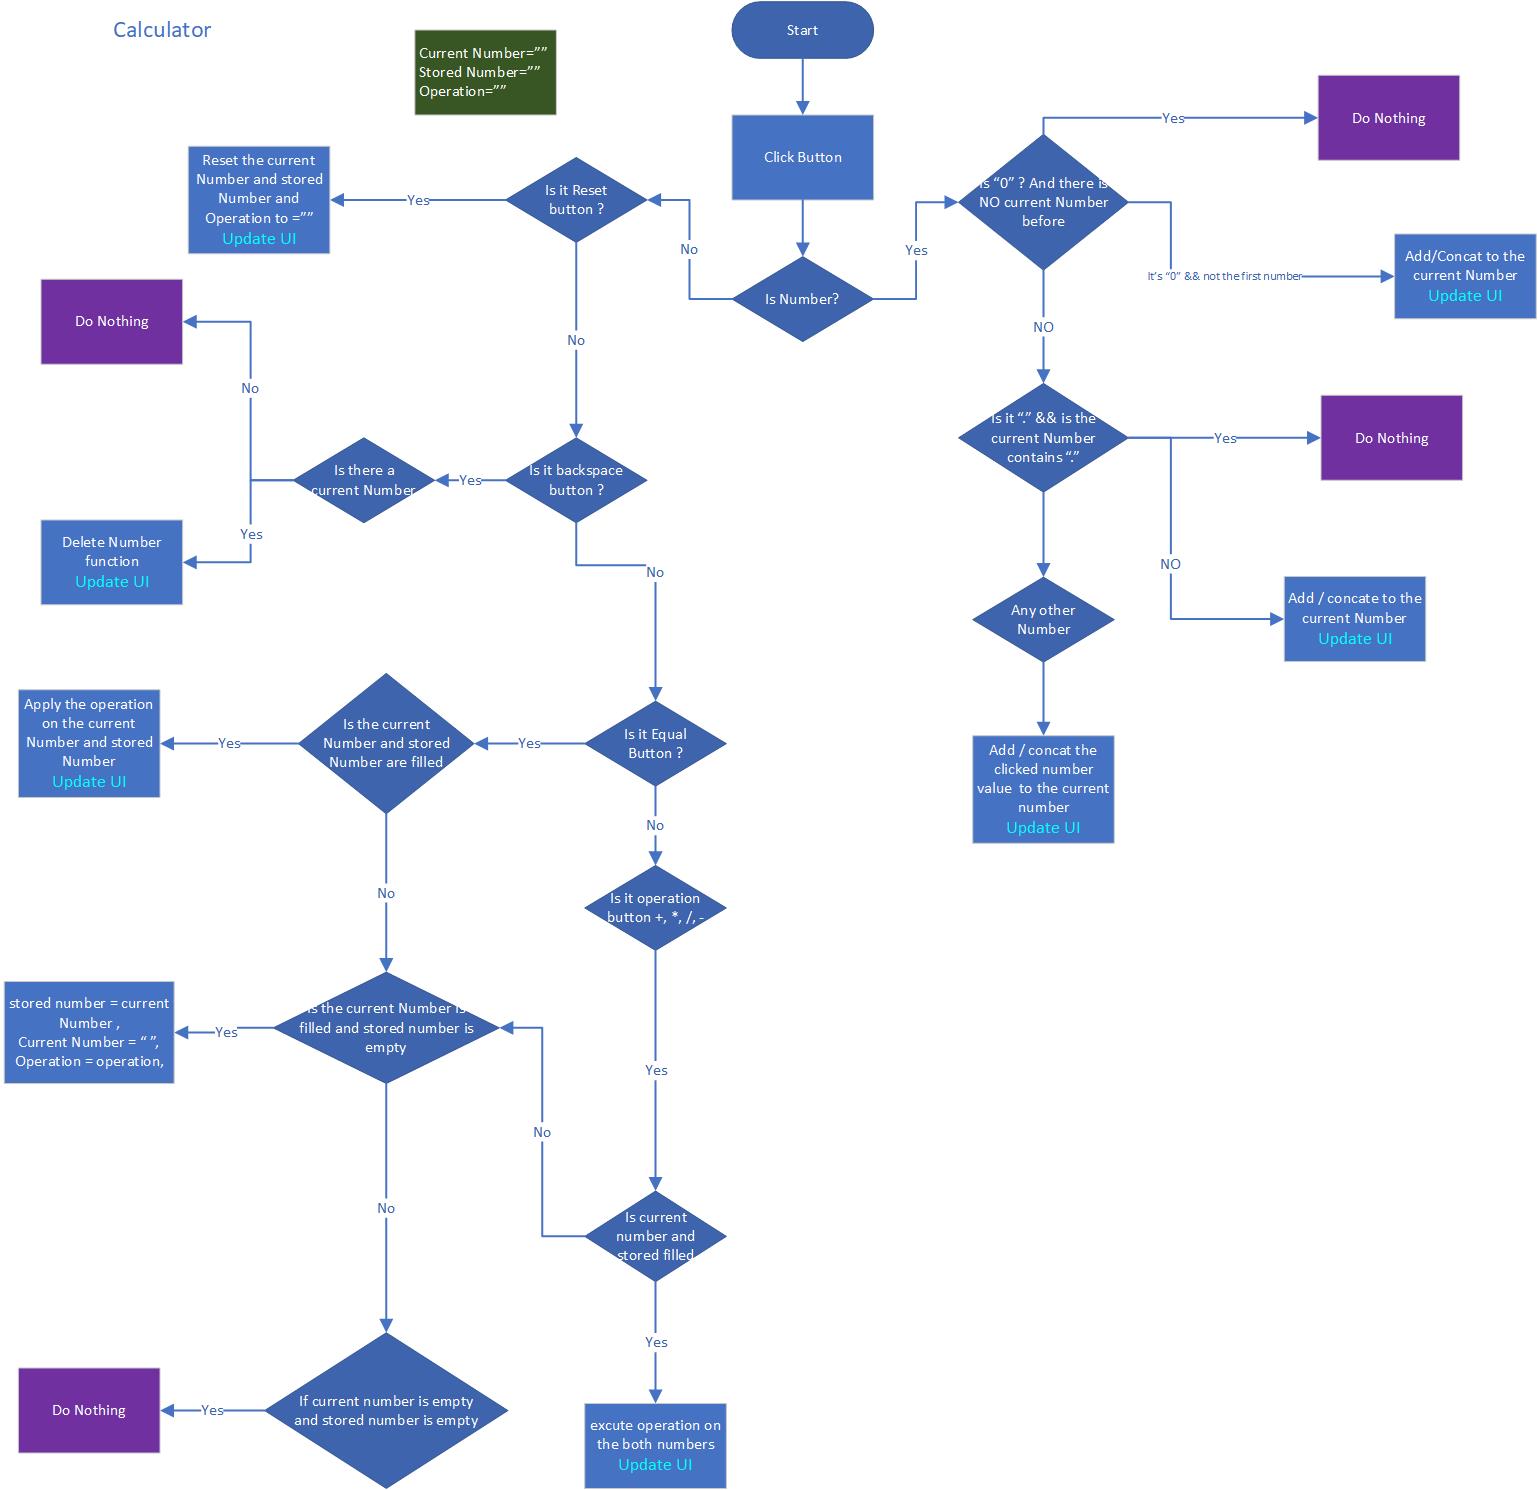 Calculator
Current Number=””
Stored Number=””
Operation=””
Start
Click Button
Is Number?
No
Yes
Is it Reset
button ?
Yes
Reset the current
Number and stored
Number and
Operation to =””
Update UI
No
Is it backspace
button ?
Yes
Is there a
current Number
No
Do Nothing
Yes
Delete Number
function
Update UI
No
Is it Equal
Button ?
Yes
Is the current
Number and stored
Number are filled
Yes
Apply the operation
on the current
Number and stored
Number
Update UI
No
No
Is it operation
button +, *, /, -
Is the current Number is
filled and stored number is
empty
Yes
stored number = current
Number ,
Current Number = “ ”,
Operation = operation,
Yes
No
No
Is current
number and
stored filled
Yes
excute operation on
the both numbers
Update UI
If current number is empty
and stored number is empty
Yes
Do Nothing
Is “0” ? And there is
NO current Number
before
Yes
Do Nothing
It’s “0” && not the first number
Add/Concat to the
current Number
Update UI
NO
Is it “.” && is the
current Number
contains “.”
Yes
Do Nothing
NO
Add / concate to the
current Number
Update UI
Any other
Number
Add / concat the
clicked number
value  to the current
number
Update UI